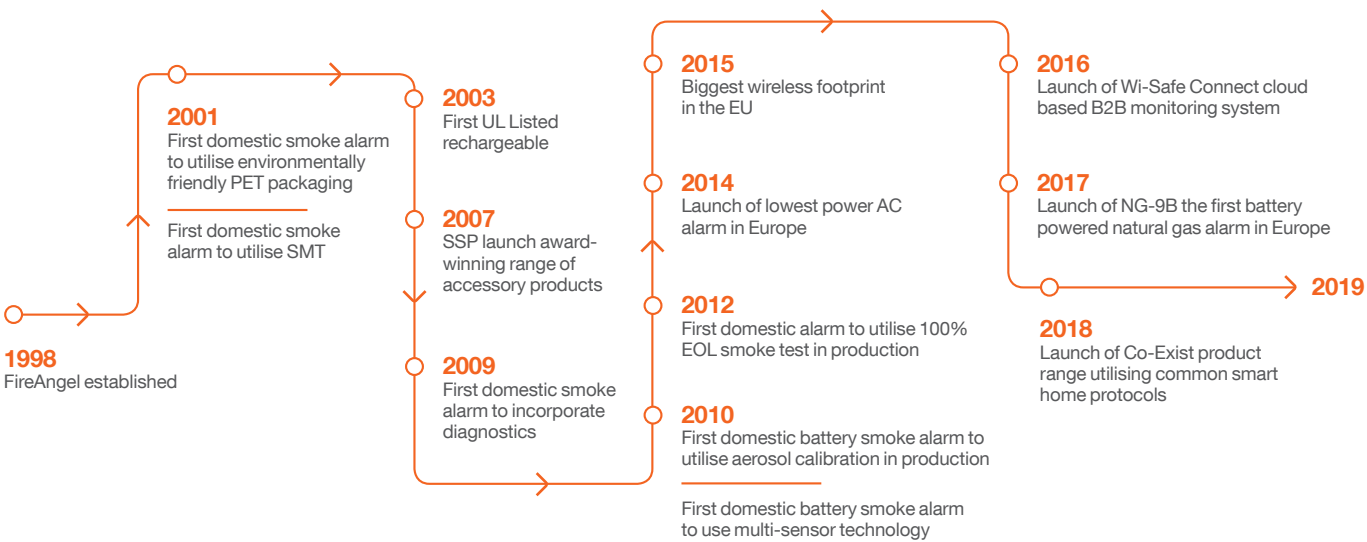 1998
FireAngel established
2001
First domestic smoke alarm
to utilise environmentally
friendly PET packaging
First domestic smoke
alarm to utilise SMT
2003
First UL Listed
rechargeable
2007
SSP launch award-
winning range of
accessory products
2009
First domestic smoke
alarm to incorporate
diagnostics
2010
First domestic battery smoke alarm to
utilise aerosol calibration in production
First domestic battery smoke alarm
to use multi-sensor technology
2012
First domestic alarm to utilise 100%
EOL smoke test in production
2014
Launch of lowest power AC
alarm in Europe
2015
Biggest wireless footprint
in the EU
2016
Launch of Wi-Safe Connect cloud
based B2B monitoring system
2017
Launch of NG-9B the first battery
powered natural gas alarm in Europe
2018
Launch of Co-Exist product
range utilising common smart
home protocols
2019